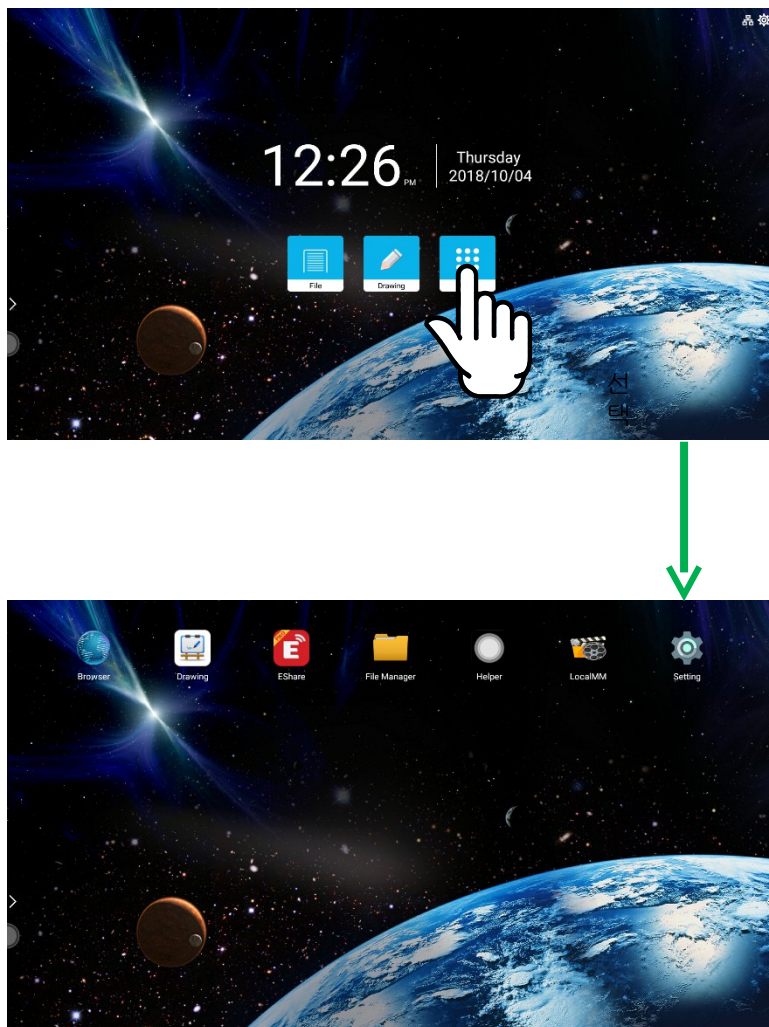 12:26 PM
Thursday
2018/10/04
File
Drawing
선
택
Browser
Drawing
EShare
File Manager
Helper
LocalMM
Setting